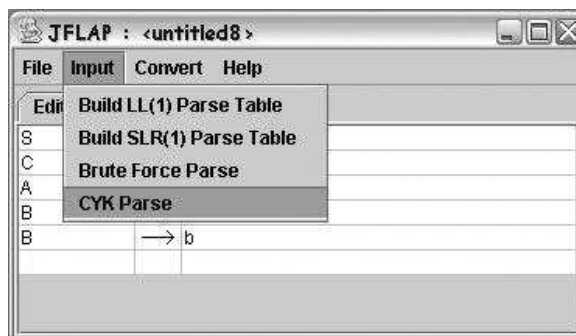 JFLAP : <untitled8>
File Input Convert Help
Edit
Build LL(1) Parse Table
Build SLR(1) Parse Table
Brute Force Parse
CYK Parse
S
C
A
B
B → b